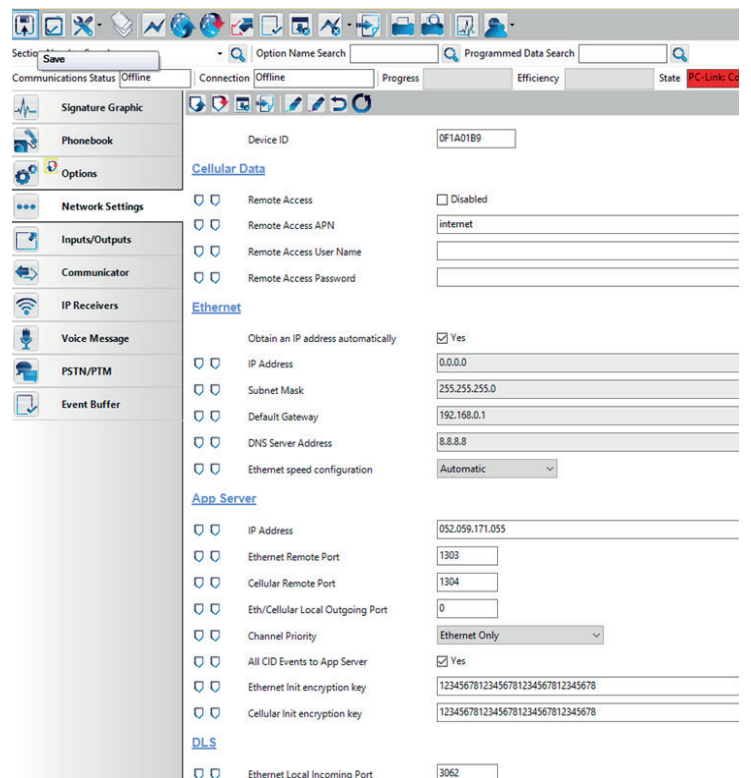 Save
Option Name Search
Programmed Data Search
Communications Status Offline Connection Offline Progress Efficiency State PC-Link:
Signature Graphic
Phonebook
Options
Network Settings
Inputs/Outputs
Communicator
IP Receivers
Voice Message
PSTN/PTM
Event Buffer
Device ID 0F1A01B9
Cellular Data
Remote Access Disabled
Remote Access APN internet
Remote Access User Name
Remote Access Password
Ethernet
Obtain an IP address automatically Yes
IP Address 0.0.0.0
Subnet Mask 255.255.255.0
Default Gateway 192.168.0.1
DNS Server Address 8.8.8.8
Ethernet speed configuration Automatic
App Server
IP Address 052.059.171.055
Ethernet Remote Port 1303
Cellular Remote Port 1304
Eth/Cellular Local Outgoing Port 0
Channel Priority Ethernet Only
All CID Events to App Server Yes
Ethernet Init encryption key 12345678123456781234567812345678
Cellular Init encryption key 12345678123456781234567812345678
DLS
Ethernet Local Incoming Port 3062